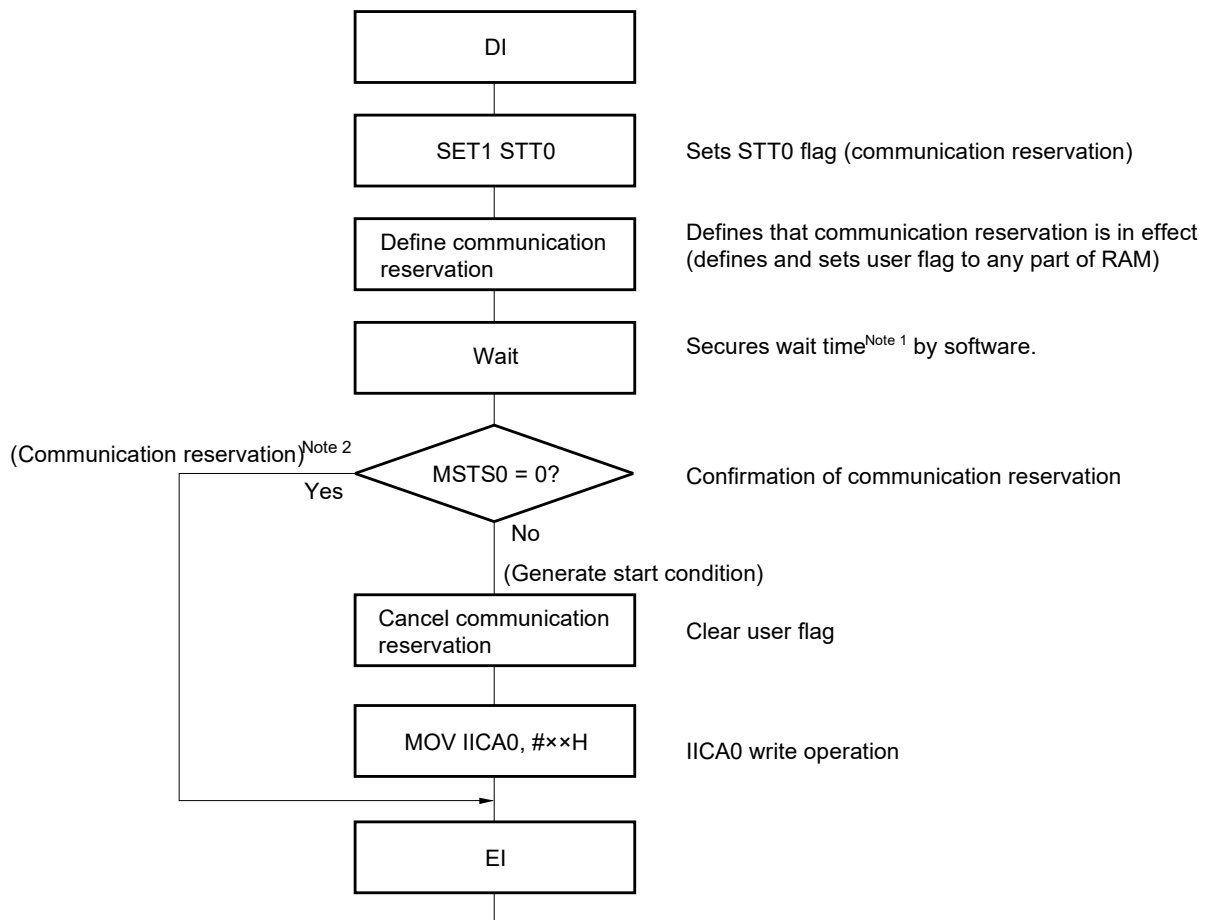 DI
SET1 STT0
Sets STT0 flag (communication reservation)
Define communication
reservation
Defines that communication reservation is in effect
(defines and sets user flag to any part of RAM)
Wait
Secures wait time Note 1 by software.
(Communication reservation) Note 2
Yes
MSTS0 = 0?
Confirmation of communication reservation
No
(Generate start condition)
Cancel communication
reservation
Clear user flag
MOV IICA0, #××H
IICA0 write operation
EI